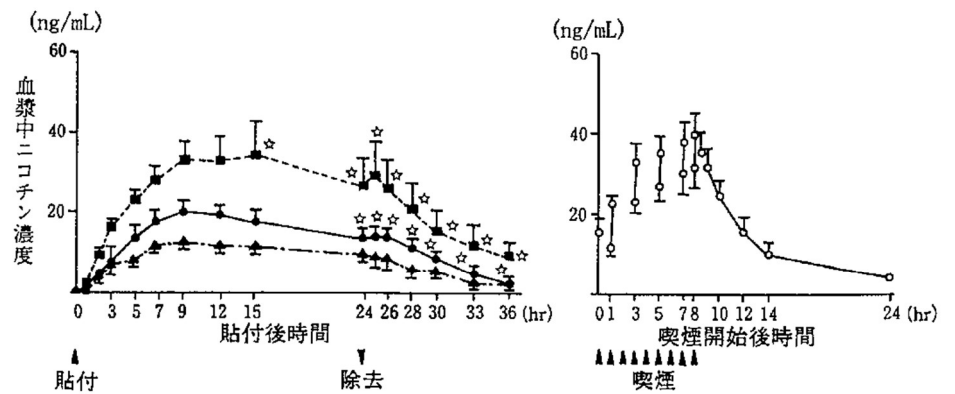 (ng/mL)
60
40
20
血漿中ニコチン濃度
0 3 5 7 9 12 15 24 26 28 30 33 36 (hr)
貼付後時間
貼付
除去
(ng/mL)
60
40
20
0 1 3 5 7 8 10 12 14 24 (hr)
喫煙開始後時間
喫煙